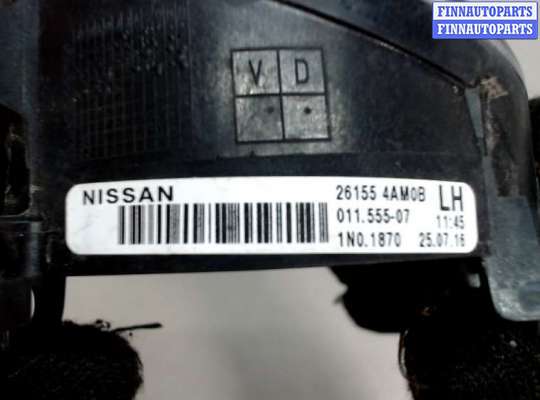 FINNAUTOPARTS
FINNAUTOPARTS
V D
NISSAN 26155 4AM0B LH
011.555-07 11:45
1N0.1870 25.07.16